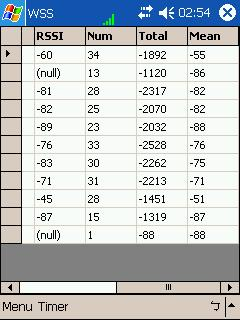 WSS 02:54
RSSI Num Total Mean
-60 34 -1892 -55
(null) 13 -1120 -86
-81 28 -2317 -82
-82 25 -2070 -82
-89 23 -2032 -88
-76 33 -2528 -76
-83 30 -2262 -75
-71 31 -2213 -71
-45 28 -1451 -51
-87 15 -1319 -87
(null) 1 -88 -88
Menu Timer